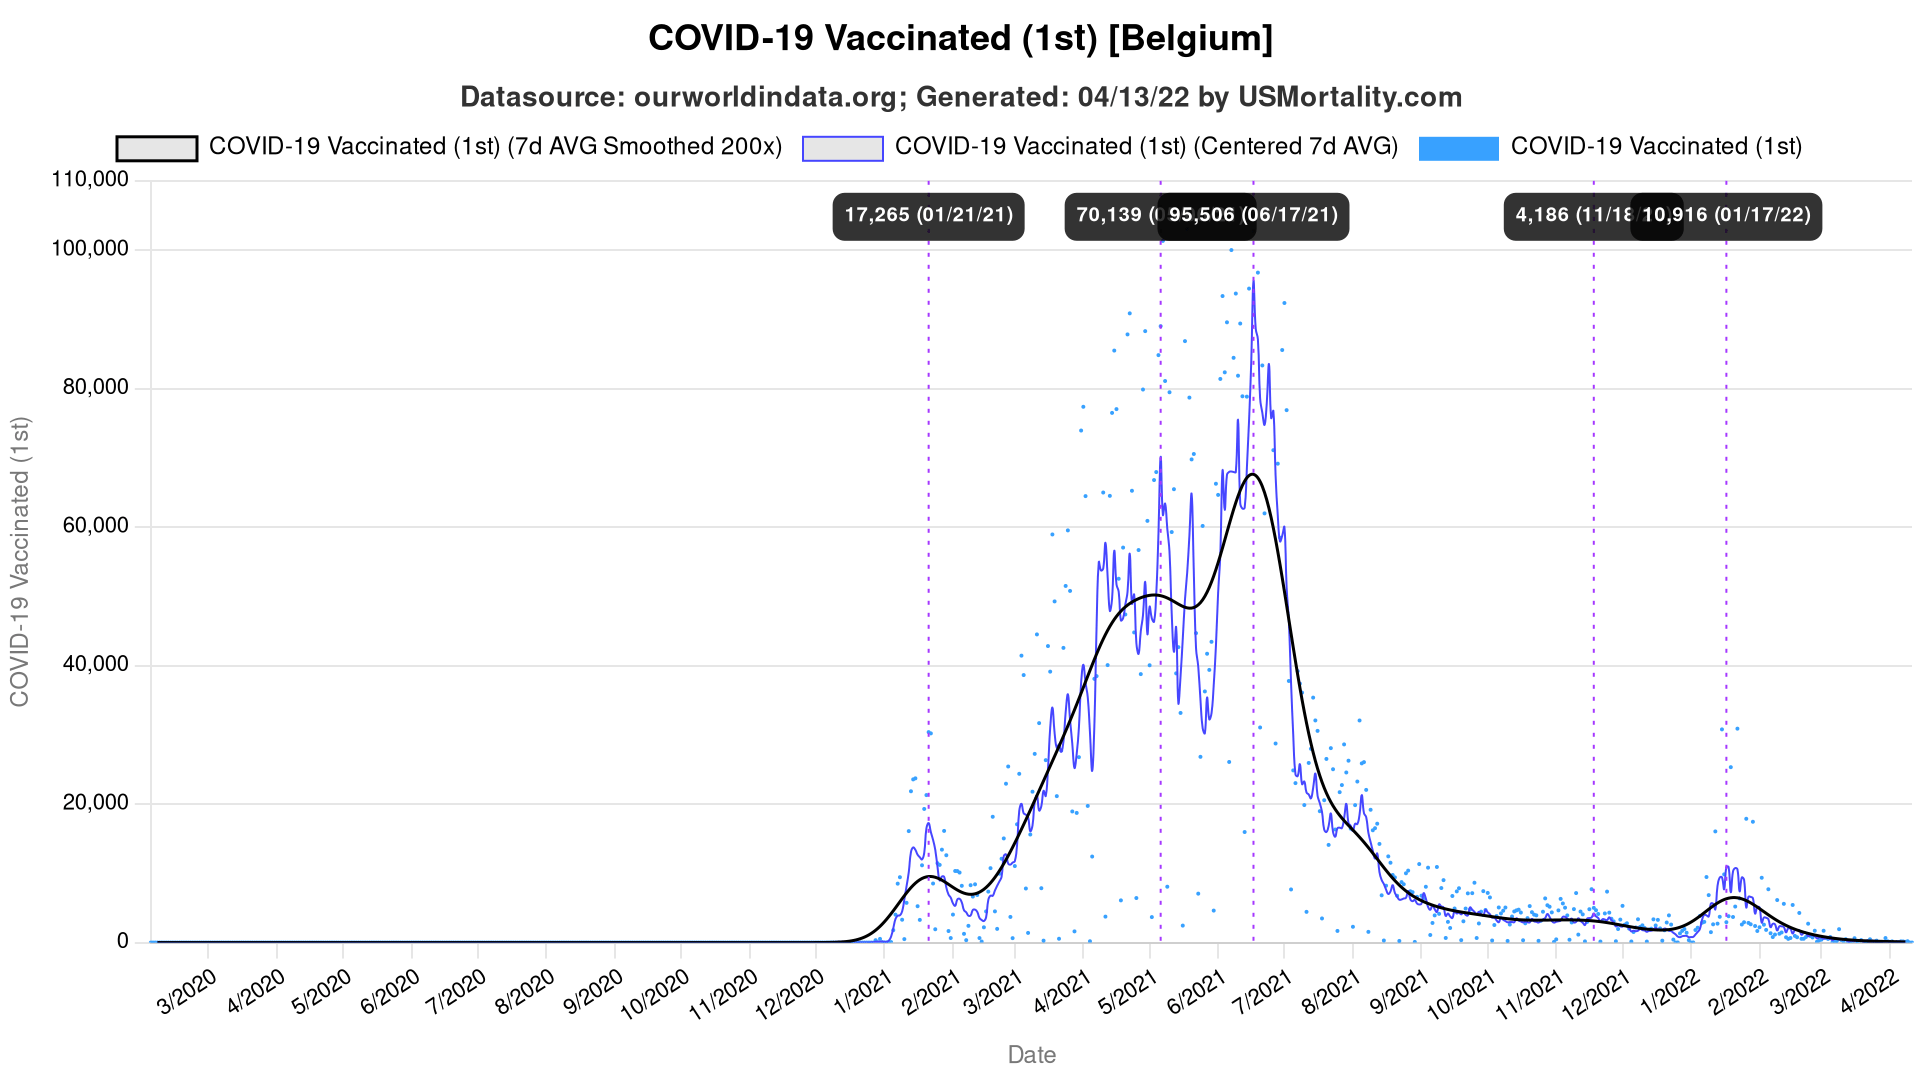 COVID-19 Vaccinated (1st) [Belgium]
Datasource: ourworldindata.org; Generated: 04/13/22 by USMortality.com
COVID-19 Vaccinated (1st) (7d AVG Smoothed 200x) COVID-19 Vaccinated (1st) (Centered 7d AVG) COVID-19 Vaccinated (1st)
110,000
17,265 (01/21/21) 70,139 95,506 (06/17/21) 4,186 (11/18 10,916 (01/17/22)
100,000
80,000
60,000
40,000
20,000
0
COVID-19 Vaccinated (1st)
3/2020 4/2020 5/2020 6/2020 7/2020 8/2020 9/2020 10/2020 11/2020 12/2020 1/2021 2/2021 3/2021 4/2021 5/2021 6/2021 7/2021 8/2021 9/2021 10/2021 11/2021 12/2021 1/2022 2/2022 3/2022 4/2022
Date